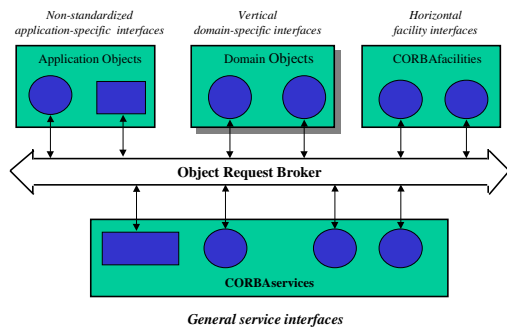 Non-standardized
application-specific interfaces
Vertical
domain-specific interfaces
Horizontal
facility interfaces
Application Objects
Domain Objects
CORBAfacilities
Object Request Broker
CORBAservices
General service interfaces